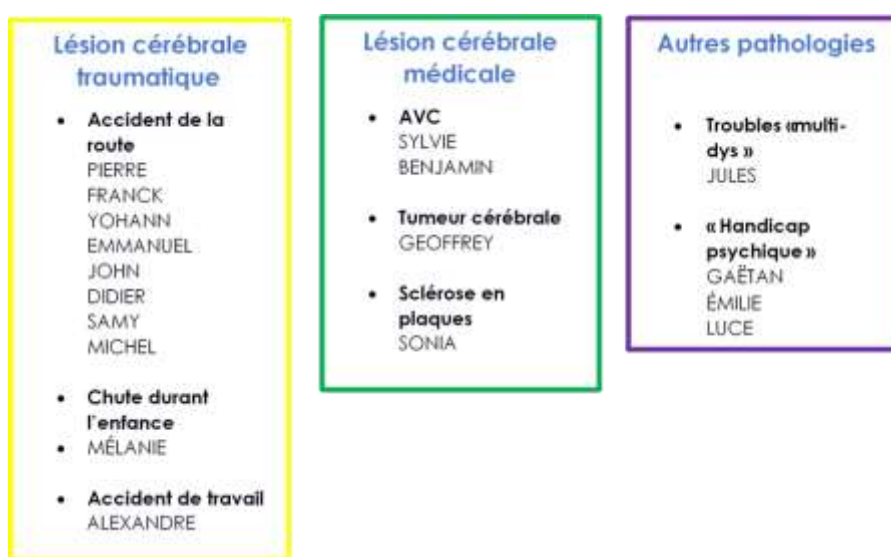 Lésion cérébrale
traumatique
• Accident de la
route
PIERRE
FRANCK
YOHANN
EMMANUEL
JOHN
DIDIER
SAMY
MICHEL
• Chute durant
l'enfance
• MÉLANIE
• Accident de travail
ALEXANDRE
Lésion cérébrale
médicale
• AVC
SYLVIE
BENJAMIN
• Tumeur cérébrale
GEOFFREY
• Sclérose en
plaques
SONIA
Autres pathologies
• Troubles «multi-
dys »
JULES
• « Handicap
psychique »
GAËTAN
ÉMILIE
LUCE